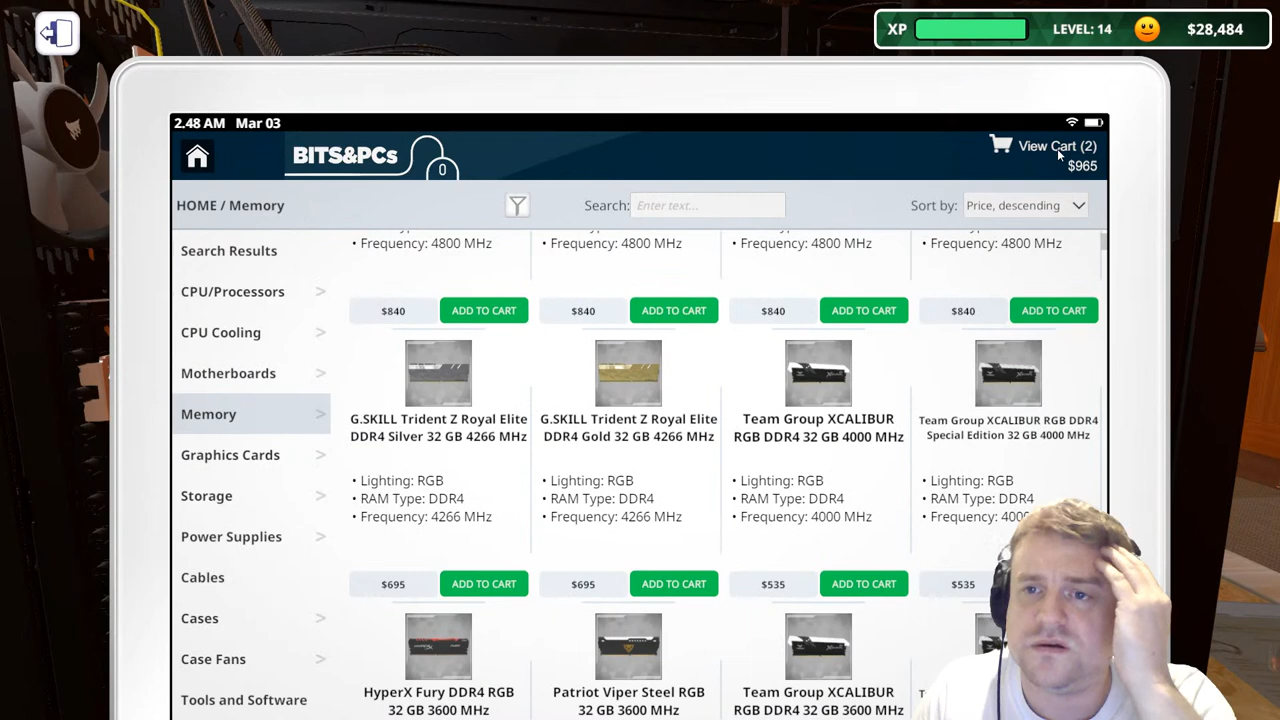 XP LEVEL: 14 $28,484
2.48 AM Mar 03
BITS&PCs 0
View Cart (2)
$965
HOME / Memory Search: Enter text... Sort by: Price, descending
Search Results
CPU/Processors >
CPU Cooling >
Motherboards >
Memory >
Graphics Cards >
Storage >
Power Supplies >
Cables
Cases >
Case Fans >
Tools and Software
• Frequency: 4800 MHz • Frequency: 4800 MHz • Frequency: 4800 MHz • Frequency: 4800 MHz
$840 ADD TO CART $840 ADD TO CART $840 ADD TO CART $840 ADD TO CART
G.SKILL Trident Z Royal Elite
DDR4 Silver 32 GB 4266 MHz
• Lighting: RGB
• RAM Type: DDR4
• Frequency: 4266 MHz
$695 ADD TO CART
G.SKILL Trident Z Royal Elite
DDR4 Gold 32 GB 4266 MHz
• Lighting: RGB
• RAM Type: DDR4
• Frequency: 4266 MHz
$695 ADD TO CART
Team Group XCALIBUR
RGB DDR4 32 GB 4000 MHz
• Lighting: RGB
• RAM Type: DDR4
• Frequency: 4000 MHz
$535 ADD TO CART
Team Group XCALIBUR RGB DDR4
Special Edition 32 GB 4000 MHz
• Lighting: RGB
• RAM Type: DDR4
• Frequency:
$535
HyperX Fury DDR4 RGB
32 GB 3600 MHz
Patriot Viper Steel RGB
32 GB 3600 MHz
Team Group XCALIBUR
RGB DDR4 32 GB 3600 MHz